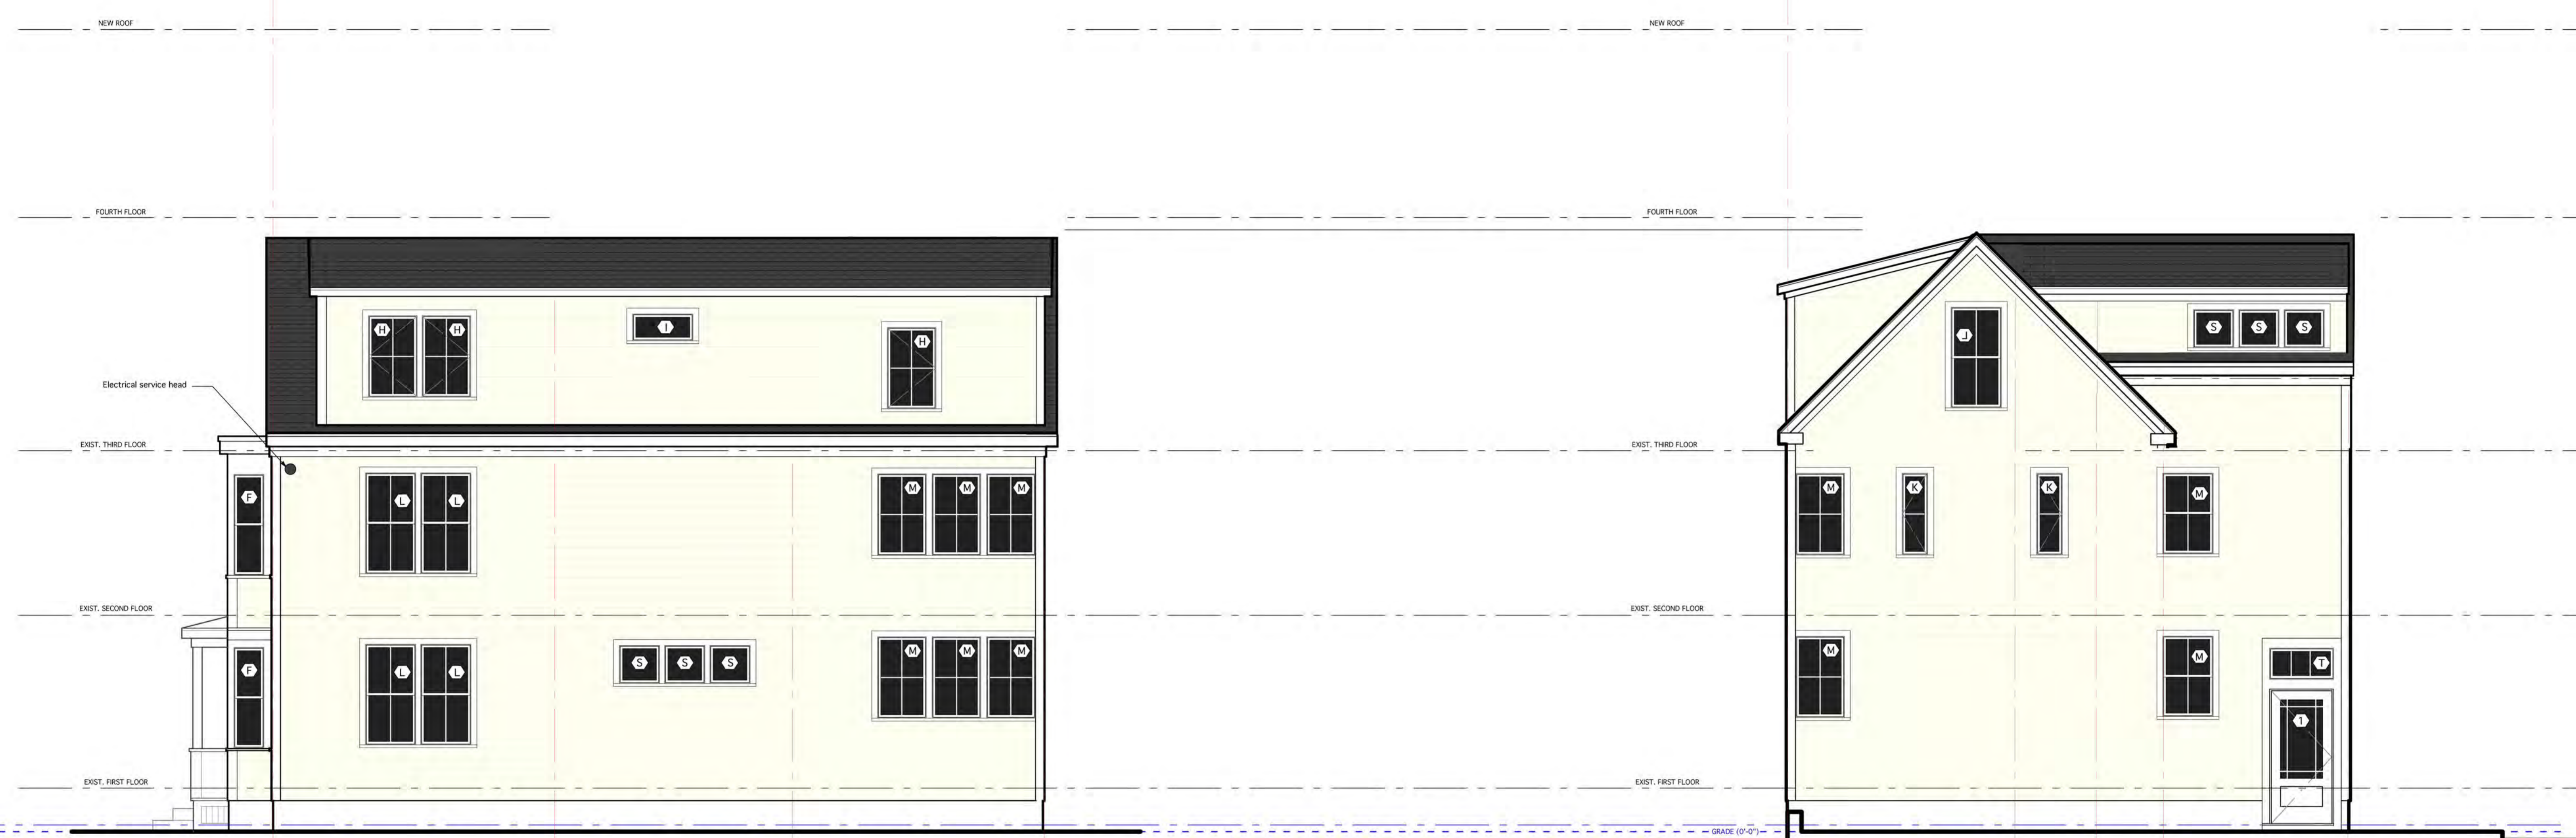 NEW ROOF
NEW ROOF
FOURTH FLOOR
FOURTH FLOOR
H
H
I
H
J
S
S
S
Electrical service head
EXIST. THIRD FLOOR
EXIST. THIRD FLOOR
F
L
L
M
M
M
M
K
K
M
EXIST. SECOND FLOOR
EXIST. SECOND FLOOR
F
L
L
S
S
S
M
M
M
M
M
T
1
EXIST. FIRST FLOOR
EXIST. FIRST FLOOR
GRADE (0'-0")